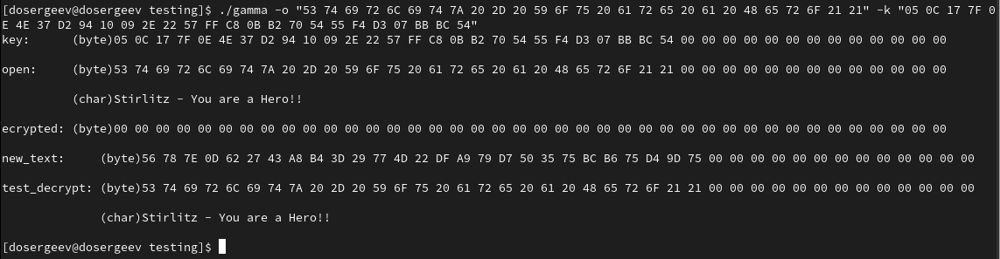 [dosergeev@dosergeev testing]$ ./gamma -o "53 74 69 72 6C 69 74 7A 20 2D 20 59 6F 75 20 61 72 65 20 61 20 48 65 72 6F 21 21" -k "05 0C 17 7F 0
E 4E 37 D2 94 10 09 2E 22 57 FF C8 0B B2 70 54 55 F4 D3 07 BB BC 54"
key: (byte)05 0C 17 7F 0E 4E 37 D2 94 10 09 2E 22 57 FF C8 0B B2 70 54 55 F4 D3 07 BB BC 54 00 00 00 00 00 00 00 00 00 00 00 00 00
open: (byte)53 74 69 72 6C 69 74 7A 20 2D 20 59 6F 75 20 61 72 65 20 61 20 48 65 72 6F 21 21 00 00 00 00 00 00 00 00 00 00 00 00 00
(char)Stirlitz - You are a Hero!!
ecrypted: (byte)00 00 00 00 00 00 00 00 00 00 00 00 00 00 00 00 00 00 00 00 00 00 00 00 00 00 00 00 00 00 00 00 00 00 00 00 00 00 00 00
new_text: (byte)56 78 7E 0D 62 27 43 A8 B4 3D 29 77 4D 22 DF A9 79 D7 50 35 75 BC B6 75 D4 9D 75 00 00 00 00 00 00 00 00 00 00 00 00 00
test_decrypt: (byte)53 74 69 72 6C 69 74 7A 20 2D 20 59 6F 75 20 61 72 65 20 61 20 48 65 72 6F 21 21 00 00 00 00 00 00 00 00 00 00 00 00 00
(char)Stirlitz - You are a Hero!!
[dosergeev@dosergeev testing]$